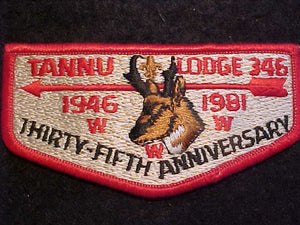 TANNU LODGE 346
1946 1981
W W W
THIRTY-FIFTH ANNIVERSARY